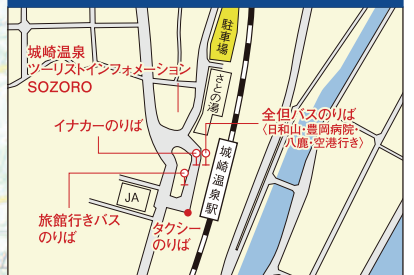 駐車場
城崎温泉
ツーリストインフォメーション
SOZORO
さとの湯
全但バスのりば
〈日和山・豊岡病院・
八鹿・空港行き〉
イナカーのりば
城崎温泉駅
JA
旅館行きバス
のりば
タクシー
のりば